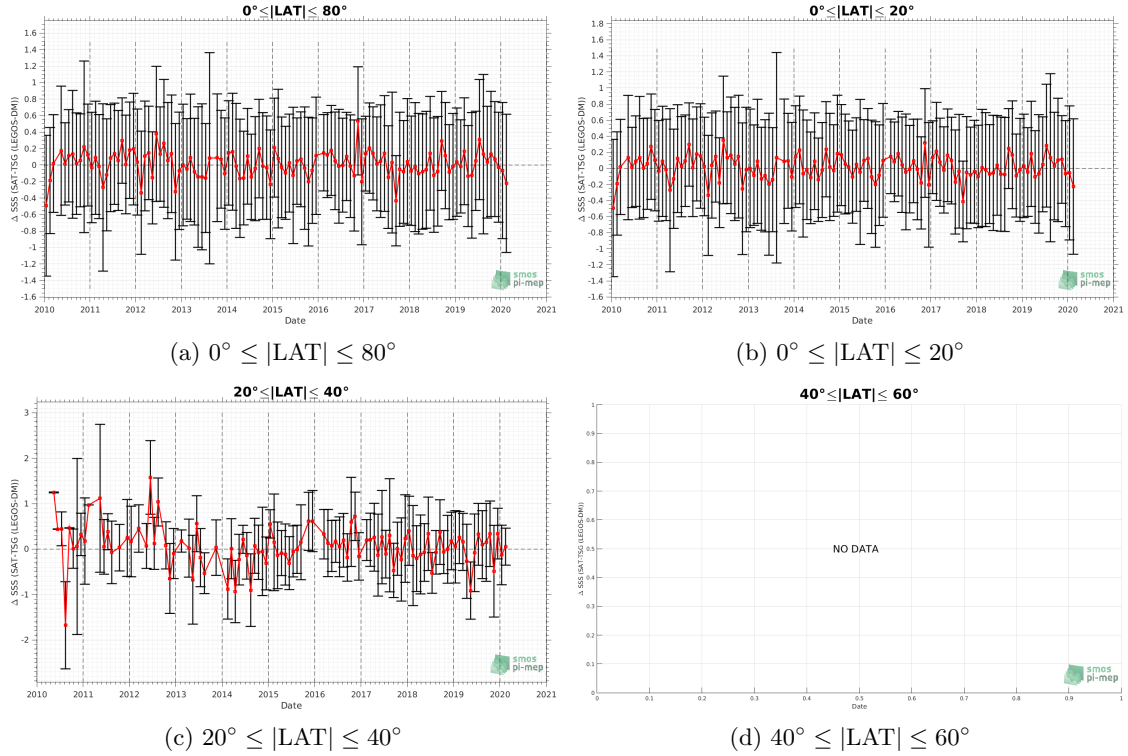 0°≤|LAT|≤ 80°
Δ SSS (SAT-TSG (LEGOS-DMI))
1.6
1.4
1.2
1
0.8
0.6
0.4
0.2
0
-0.2
-0.4
-0.6
-0.8
-1
-1.2
-1.4
-1.6
2010 2011 2012 2013 2014 2015 2016 2017 2018 2019 2020 2021
Date
smos
pi-mep
(a) 0° ≤ |LAT| ≤ 80°
0°≤|LAT|≤ 20°
Δ SSS (SAT-TSG (LEGOS-DMI))
1.8
1.6
1.4
1.2
1
0.8
0.6
0.4
0.2
0
-0.2
-0.4
-0.6
-0.8
-1
-1.2
-1.4
-1.6
2010 2011 2012 2013 2014 2015 2016 2017 2018 2019 2020 2021
Date
smos
pi-mep
(b) 0° ≤ |LAT| ≤ 20°
20°≤|LAT|≤ 40°
Δ SSS (SAT-TSG (LEGOS-DMI))
3
2
1
0
-1
-2
2010 2011 2012 2013 2014 2015 2016 2017 2018 2019 2020 2021
Date
smos
pi-mep
(c) 20° ≤ |LAT| ≤ 40°
40°≤|LAT|≤ 60°
Δ SSS (SAT-TSG (LEGOS-DMI))
1
0.9
0.8
0.7
0.6
0.5
0.4
0.3
0.2
0.1
0
NO DATA
0 0.1 0.2 0.3 0.4 0.5 0.6 0.7 0.8 0.9 1
Date
smos
pi-mep
(d) 40° ≤ |LAT| ≤ 60°